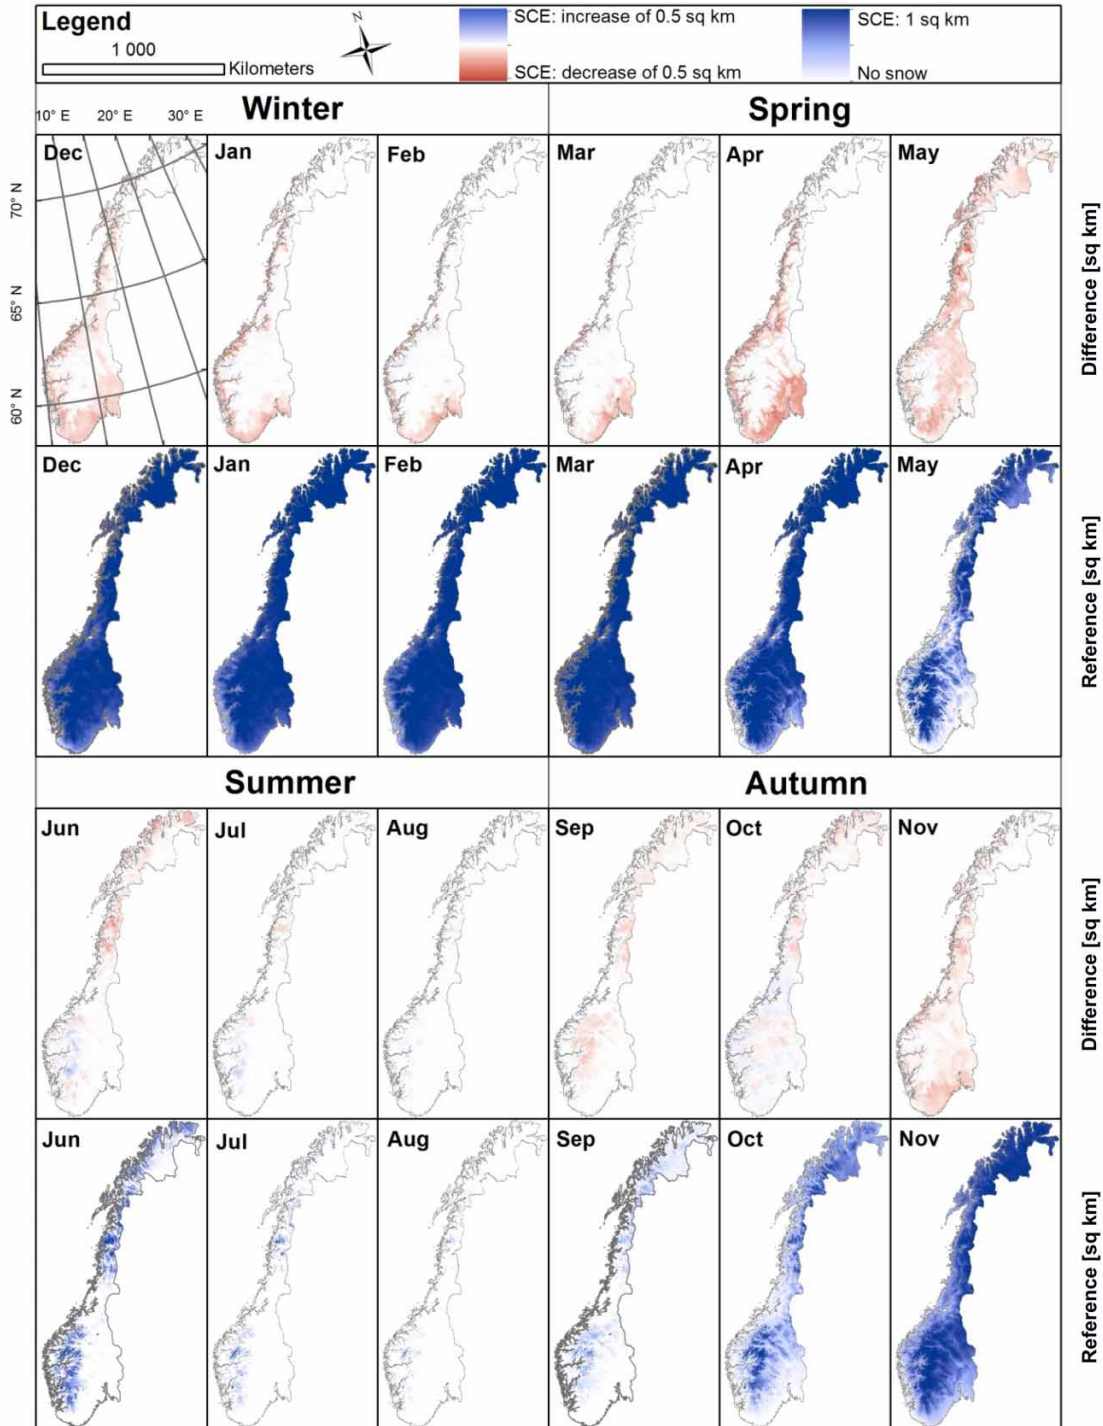 Legend
1 000
Kilometers
N
SCE: increase of 0.5 sq km
SCE: decrease of 0.5 sq km
SCE: 1 sq km
No snow
10° E 20° E 30° E
Winter
Spring
70° N
65° N
60° N
Dec
Jan
Feb
Mar
Apr
May
Difference [sq km]
Dec
Jan
Feb
Mar
Apr
May
Reference [sq km]
Summer
Autumn
Jun
Jul
Aug
Sep
Oct
Nov
Difference [sq km]
Jun
Jul
Aug
Sep
Oct
Nov
Reference [sq km]